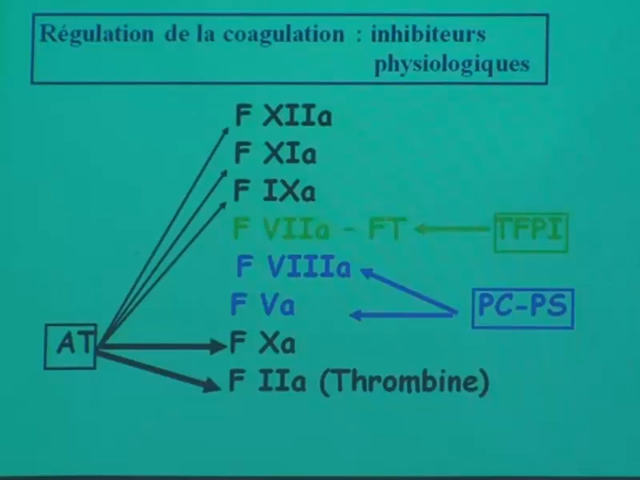 Régulation de la coagulation : inhibiteurs
physiologiques
F XIIa
F XIa
F IXa
F VIIa - FT
TFPI
F VIIIa
F Va
PC-PS
AT
F Xa
F IIa (Thrombine)